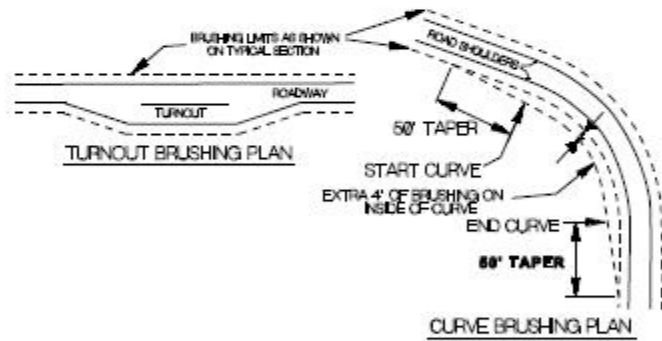 BRUSHING LIMITS AS SHOWN
ON TYPICAL SECTION
ROADWAY
TURNOUT
TURNOUT BRUSHING PLAN
ROAD SHOULDERS
50' TAPER
START CURVE
EXTRA 4' OF BRUSHING ON
INSIDE OF CURVE
END CURVE
50' TAPER
CURVE BRUSHING PLAN